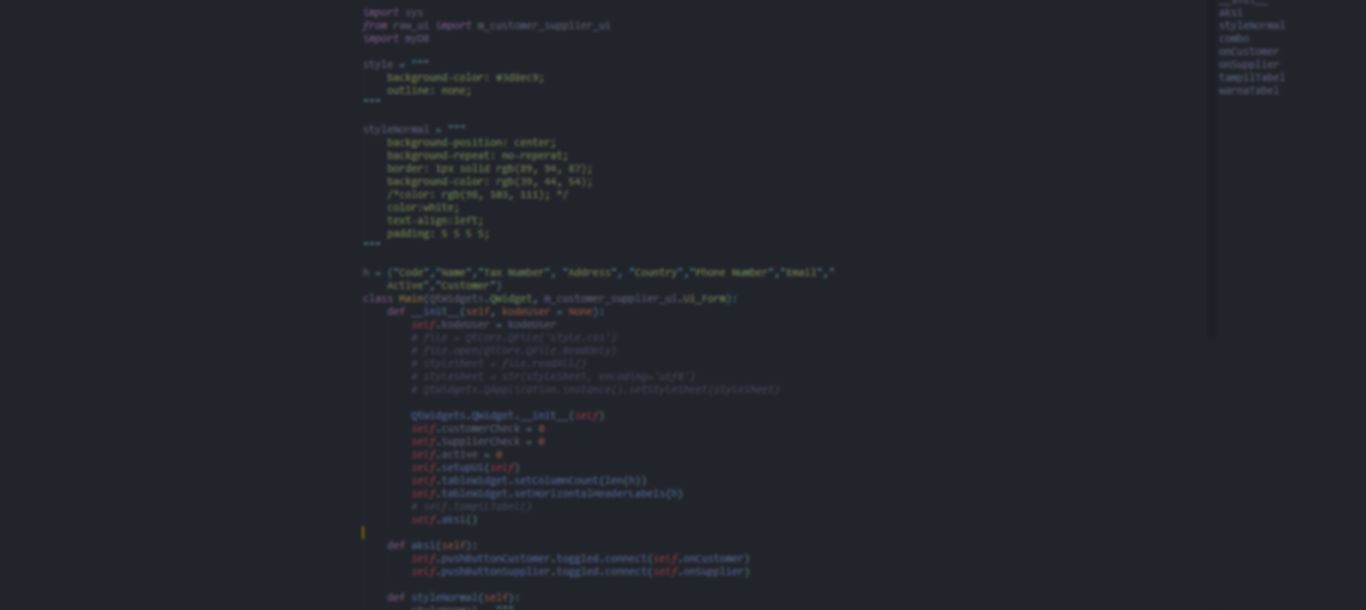 import sys
from raw_ui import m_customer_supplier_ui
import myDB
style = """
background-color: #3d8ec9;
outline: none;
"""
styleNormal = """
background-position: center;
background-repeat: no-reperat;
border: 1px solid rgb(89, 94, 87);
background-color: rgb(39, 44, 54);
/*color: rgb(98, 103, 111); */
color:white;
text-align:left;
padding: 5 5 5 5;
"""
h = ("Code","Name","Tax Number", "Address", "Country","Phone Number","Email","
Active","Customer")
class Main(QtWidgets.QWidget, m_customer_supplier_ui.Ui_Form):
def __init__(self, kodeUser = None):
self.kodeUser = kodeUser
# file = QtCore.QFile('style.css')
# file.open(QtCore.QFile.ReadOnly)
# styleSheet = file.readAll()
# styleSheet = str(styleSheet, encoding='utf8')
# QtWidgets.QApplication.instance().setStyleSheet(styleSheet)
QtWidgets.QWidget.__init__(self)
self.customerCheck = 0
self.SupplierCheck = 0
self.active = 0
self.setupUi(self)
self.tableWidget.setColumnCount(len(h))
self.tableWidget.setHorizontalHeaderLabels(h)
# self.tampilTabel()
self.aksi()
def aksi(self):
self.pushButtonCustomer.toggled.connect(self.onCustomer)
self.pushButtonSupplier.toggled.connect(self.onSupplier)
def styleNormal(self):
styleNormal = """
__init__
aksi
styleNormal
combo
onCustomer
onSupplier
tampilTabel
warnaTabel